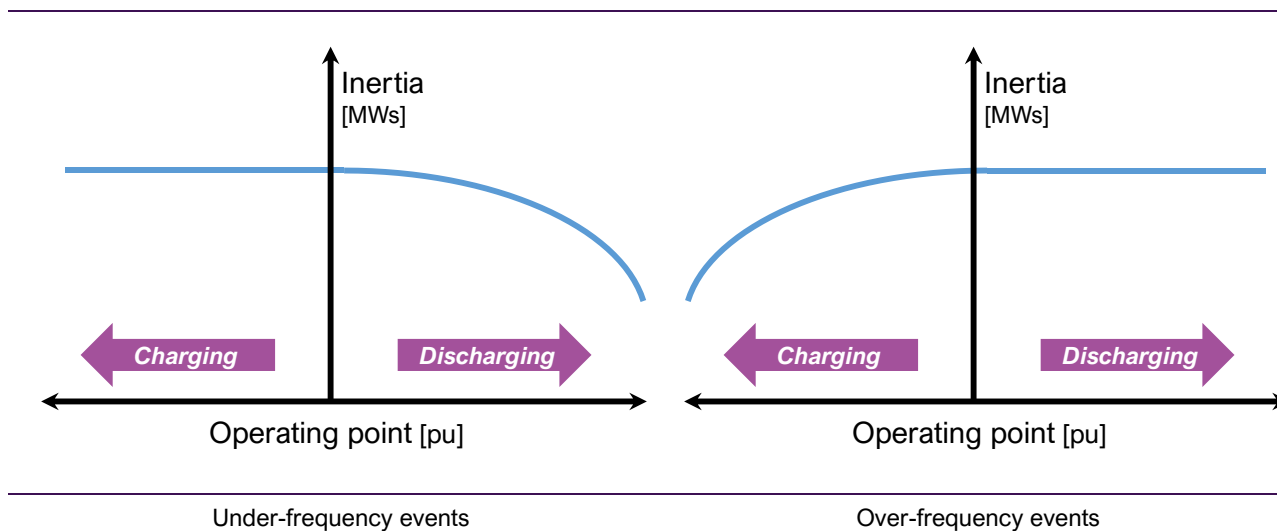 Inertia
[MWs]
Charging
Discharging
Operating point [pu]
Under-frequency events
Inertia
[MWs]
Charging
Discharging
Operating point [pu]
Over-frequency events